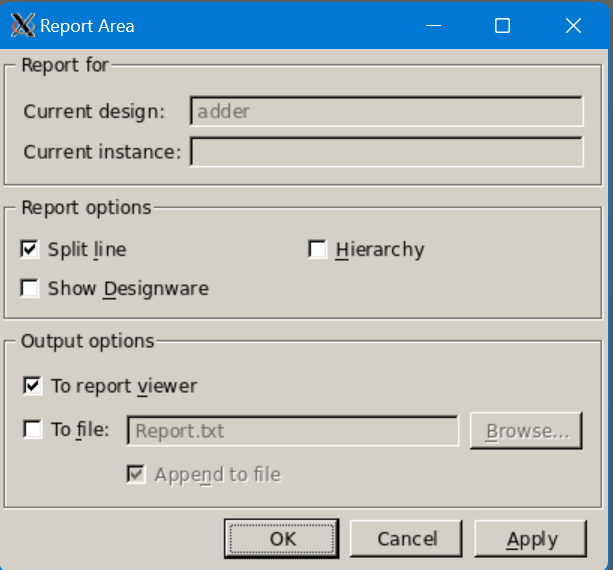 Report Area
Report for
Current design: adder
Current instance:
Report options
Split line Hierarchy
Show Designware
Output options
To report viewer
To file: Report.txt Browse...
Append to file
OK Cancel Apply